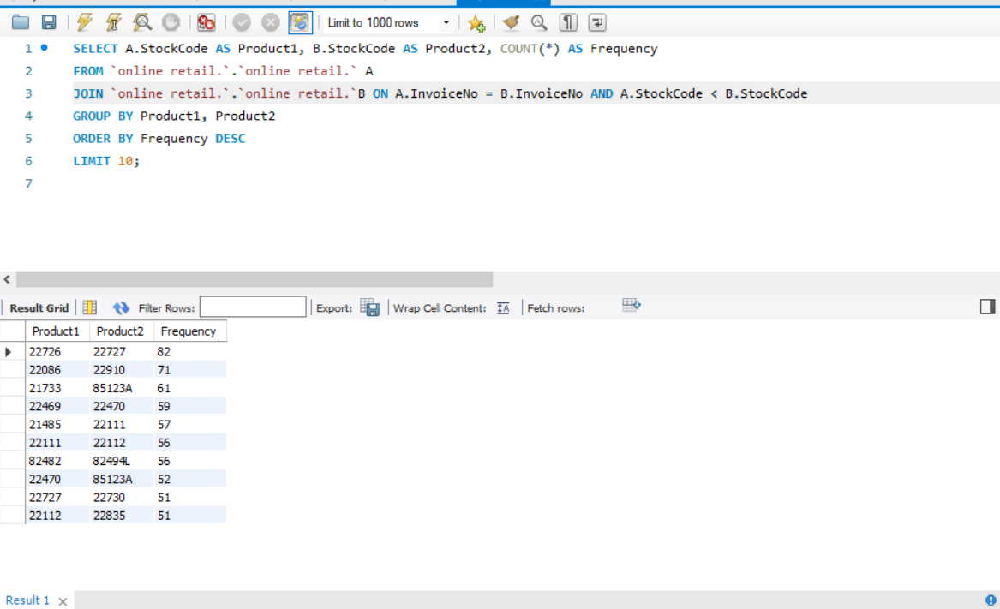 Limit to 1000 rows
1 SELECT A.StockCode AS Product1, B.StockCode AS Product2, COUNT(*) AS Frequency
2 FROM `online retail.`.`online retail.` A
3 JOIN `online retail.`.`online retail.`B ON A.InvoiceNo = B.InvoiceNo AND A.StockCode < B.StockCode
4 GROUP BY Product1, Product2
5 ORDER BY Frequency DESC
6 LIMIT 10;
7
Result Grid Filter Rows: Export: Wrap Cell Content: IA Fetch rows:
Product1 Product2 Frequency
22726 22727 82
22086 22910 71
21733 85123A 61
22469 22470 59
21485 22111 57
22111 22112 56
82482 82494L 56
22470 85123A 52
22727 22730 51
22112 22835 51
Result 1